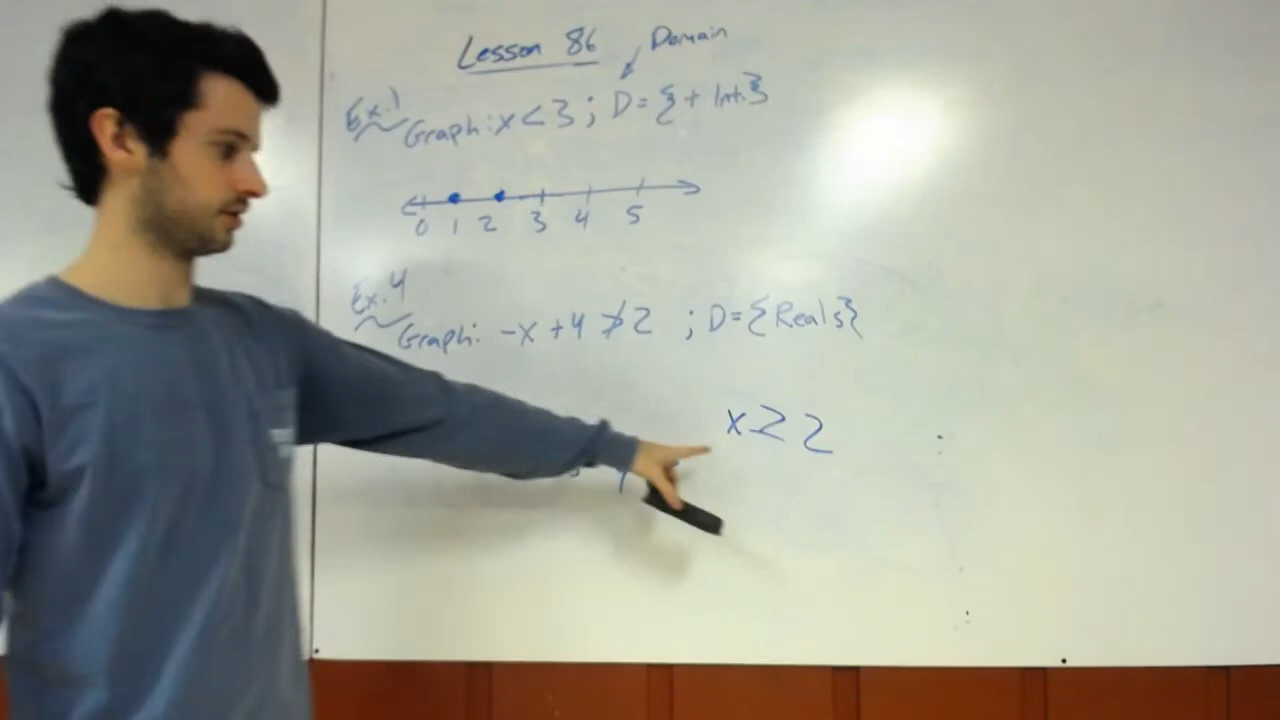 Lesson 86
Domain
Ex. 1
Graph: x < 3 ; D = {+ Int.}
0 1 2 3 4 5
Ex. 4
Graph: -x + 4 ≯ 2 ; D = {Reals}
x ≥ 2